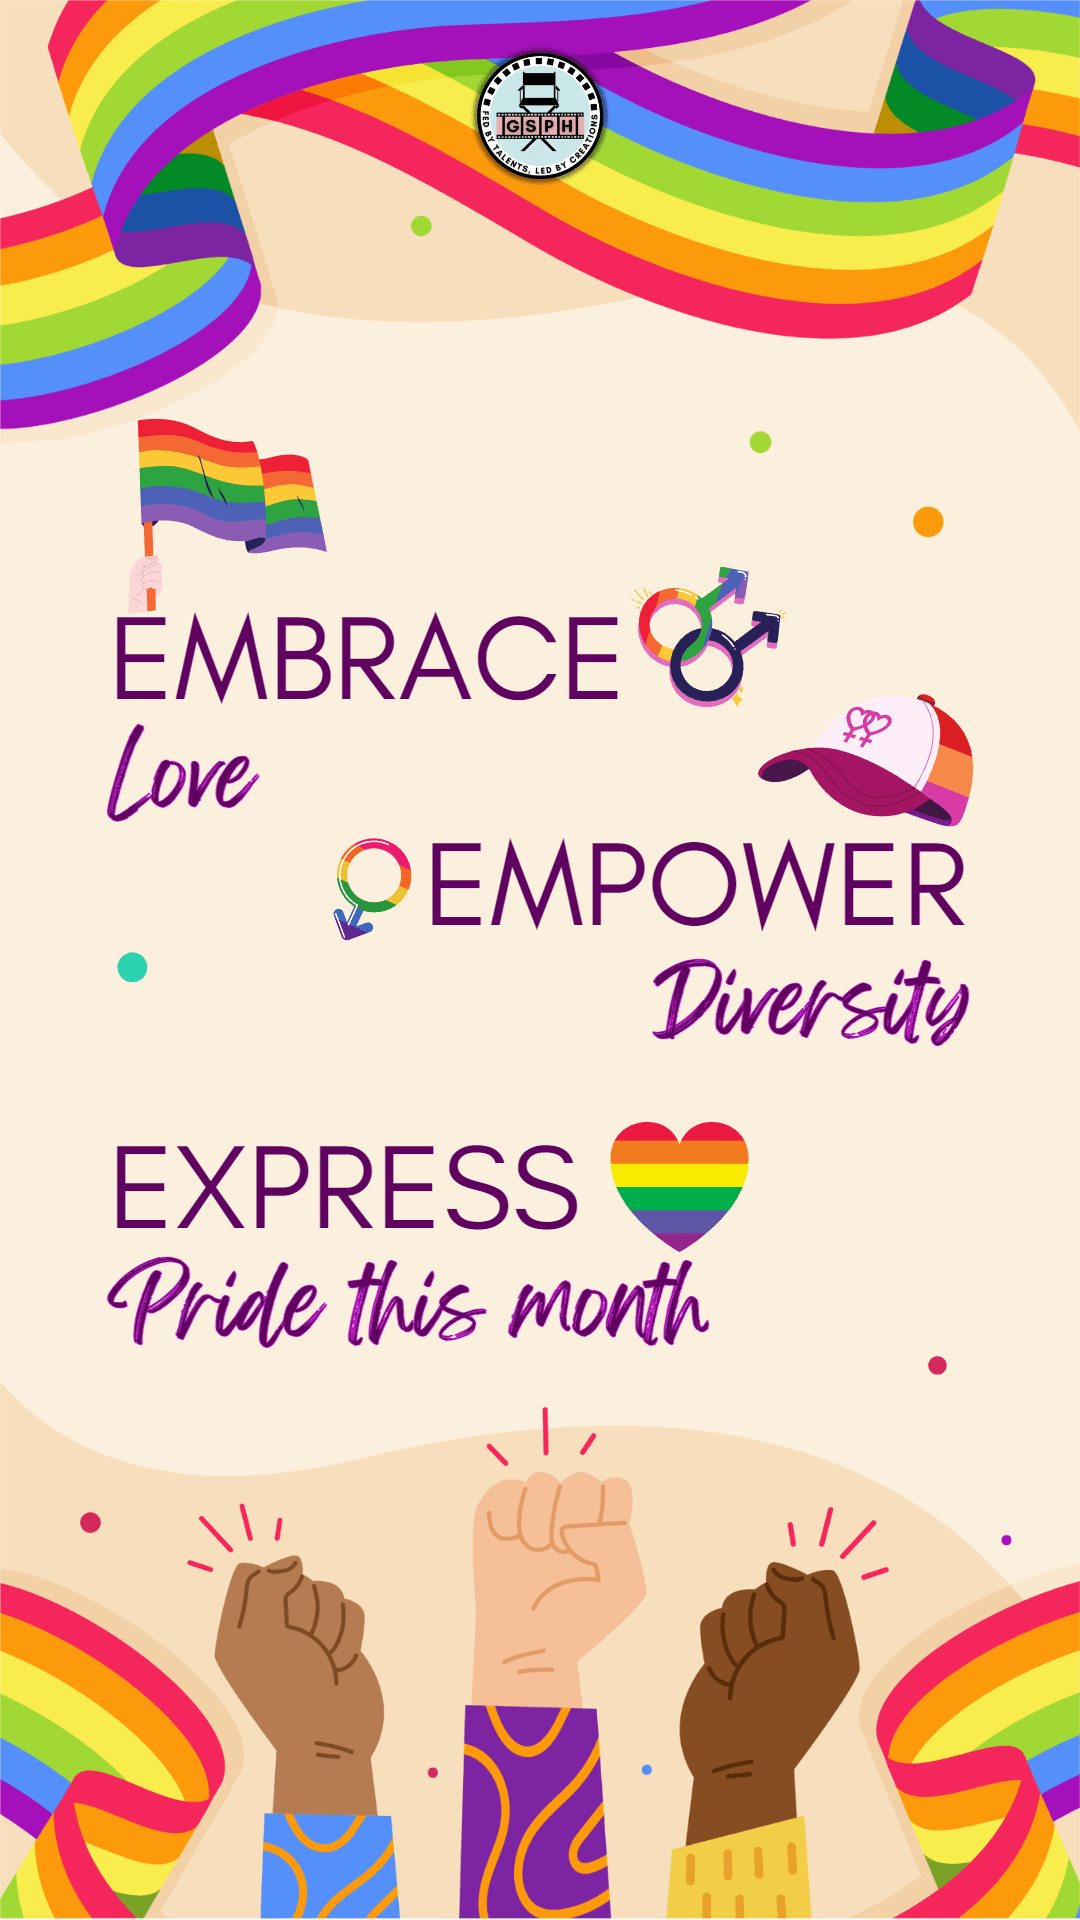 GSPH
FED BY TALENTS, LED BY CREATIONS
EMBRACE
Love
EMPOWER
Diversity
EXPRESS
Pride this month